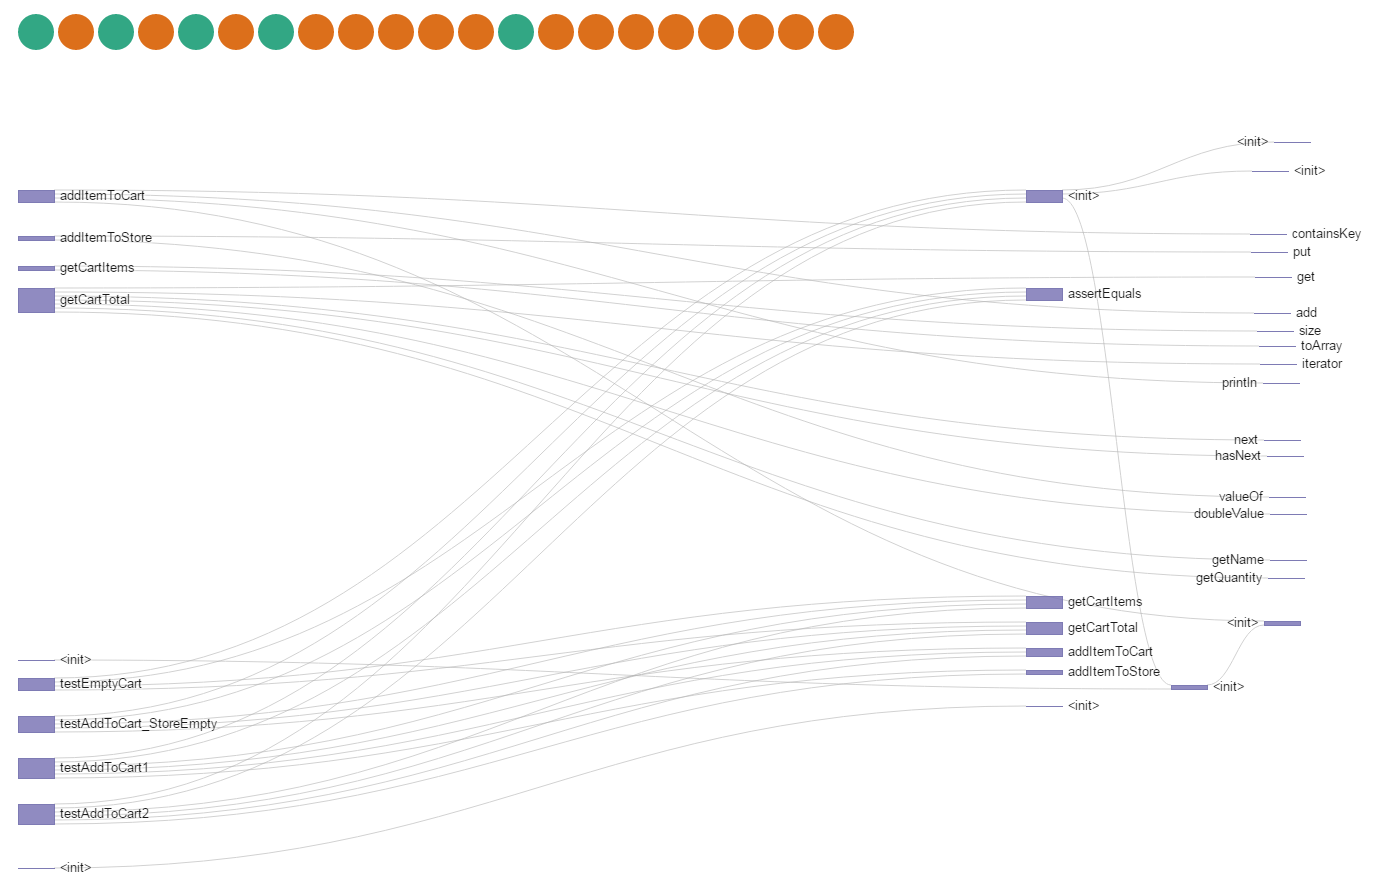 <init>
<init>
addItemToCart
<init>
containsKey
addItemToStore
put
getCartItems
get
assertEquals
getCartTotal
add
size
toArray
iterator
println
next
hasNext
valueOf
doubleValue
getName
getQuantity
getCartItems
<init>
getCartTotal
addItemToCart
<init>
addItemToStore
testEmptyCart
<init>
<init>
testAddToCart_StoreEmpty
testAddToCart1
testAddToCart2
<init>